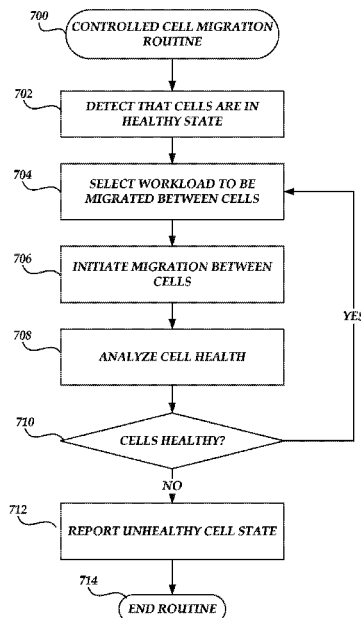 700
CONTROLLED CELL MIGRATION
ROUTINE
702
DETECT THAT CELLS ARE IN
HEALTHY STATE
704
SELECT WORKLOAD TO BE
MIGRATED BETWEEN CELLS
706
INITIATE MIGRATION BETWEEN
CELLS
YES
708
ANALYZE CELL HEALTH
710
CELLS HEALTHY?
NO
712
REPORT UNHEALTHY CELL STATE
714
END ROUTINE